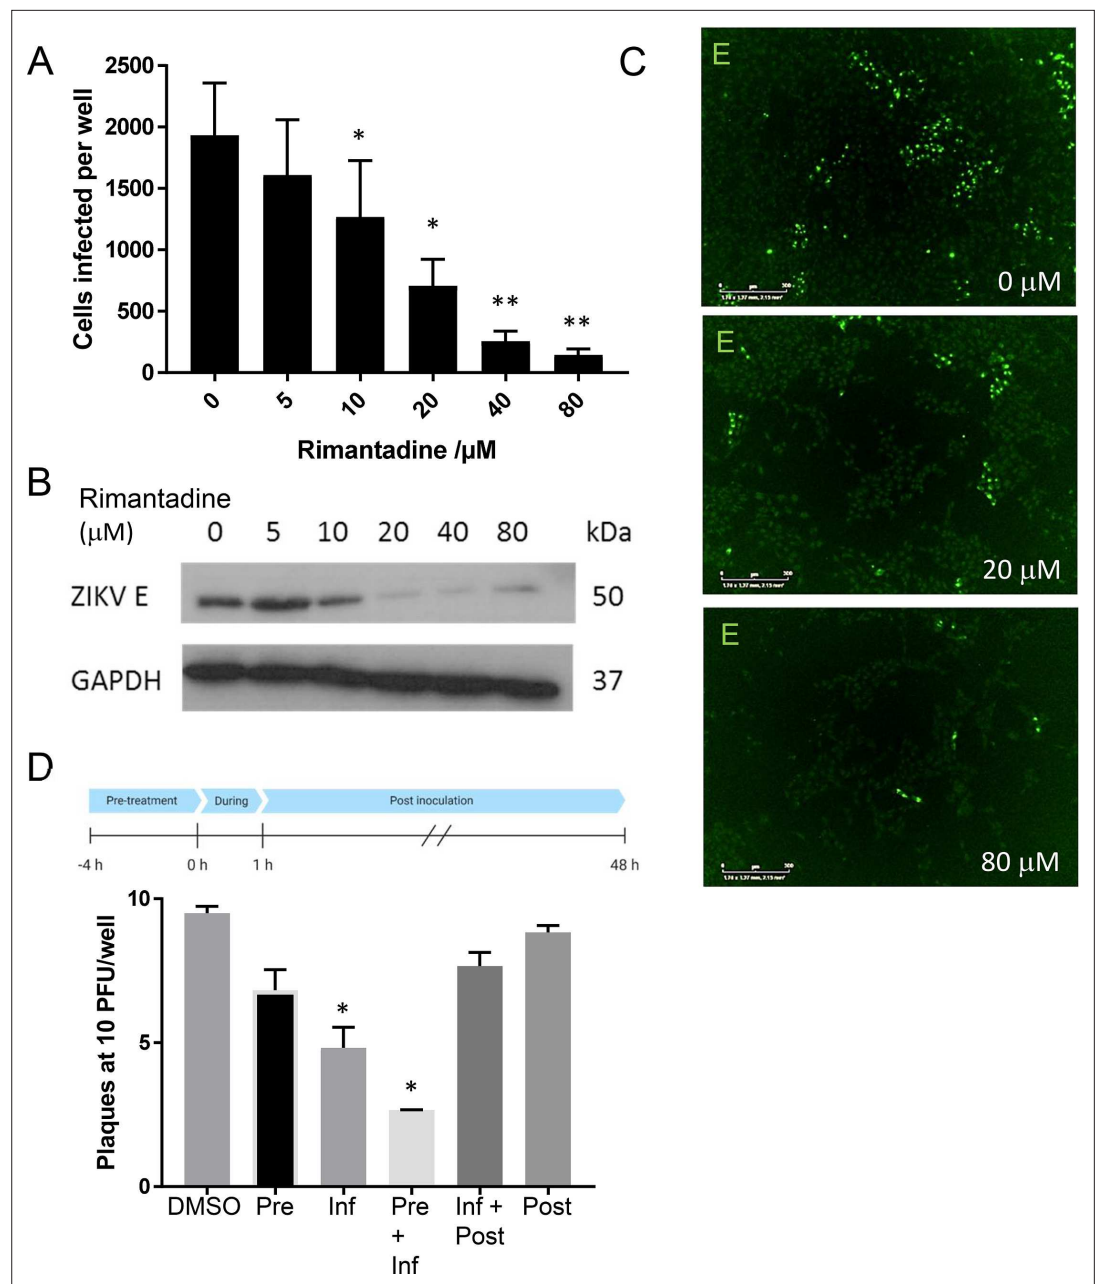 A
2500
2000
1500
1000
500
0
Cells infected per well
*
*
**
**
0 5 10 20 40 80
Rimantadine /µM
B
Rimantadine
(µM) 0 5 10 20 40 80 kDa
ZIKV E 50
GAPDH 37
C
E
0 µM
E
20 µM
E
80 µM
D
Pre-treatment During Post inoculation
-4 h 0 h 1 h 48 h
10
5
0
Plaques at 10 PFU/well
*
*
DMSO Pre Inf Pre Inf + Post
+ Post
Inf